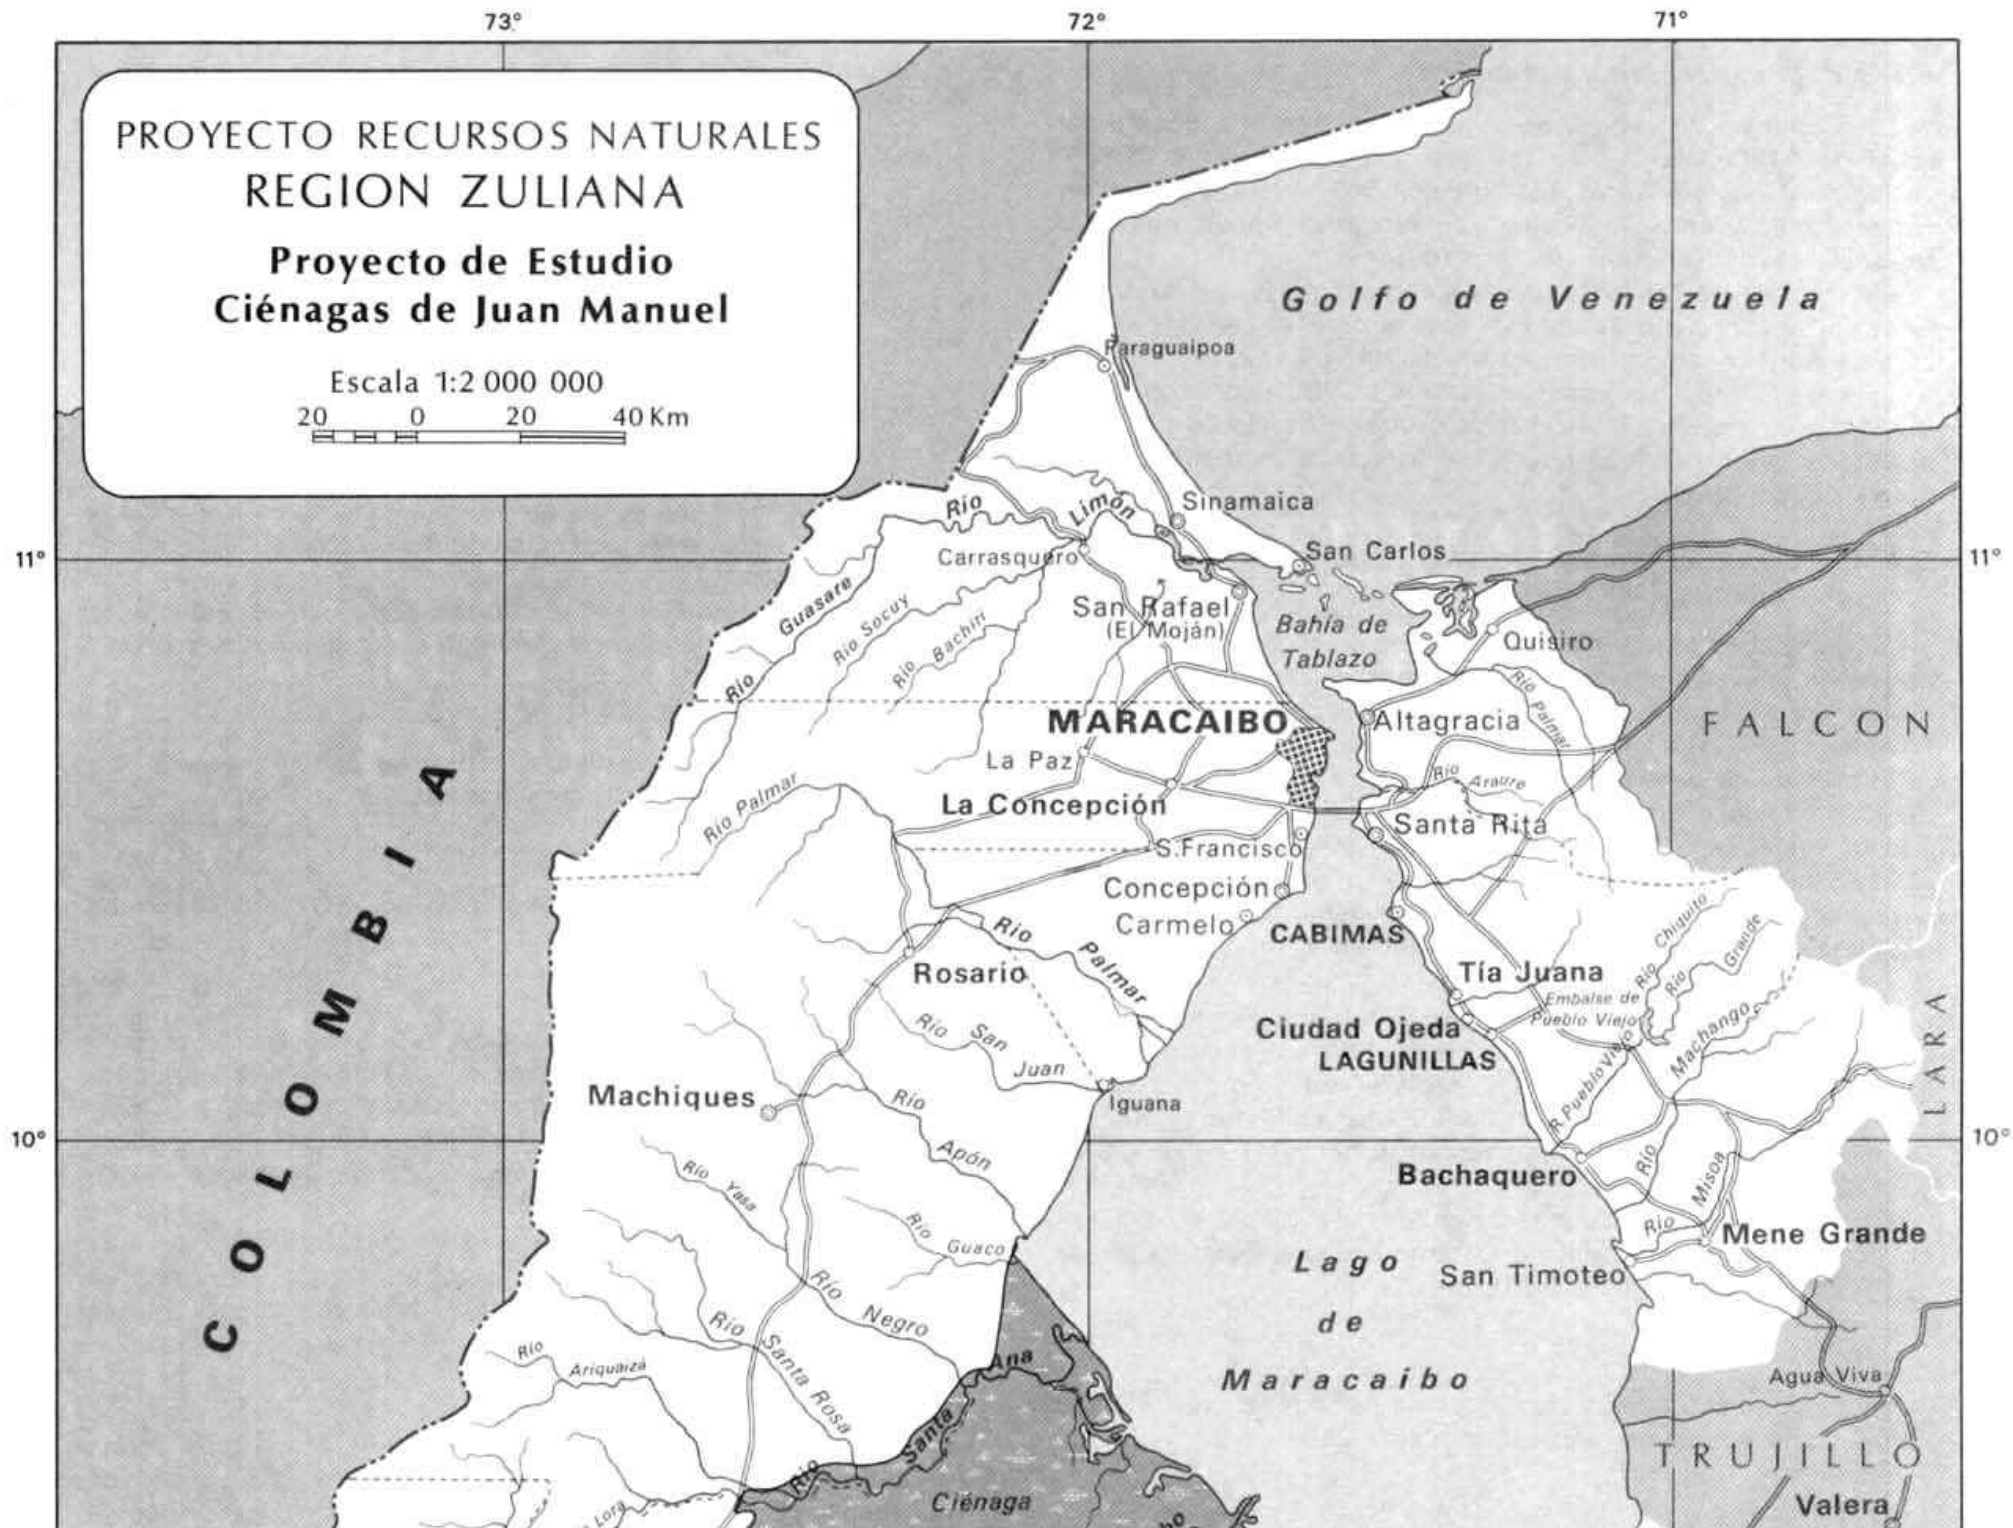 73°
72°
71°
PROYECTO RECURSOS NATURALES
REGION ZULIANA
Proyecto de Estudio
Ciénagas de Juan Manuel
Escala 1:2 000 000
20 0 20 40 Km
Golfo de Venezuela
Paraguaipoa
Sinamaica
Río Limón
San Carlos
Carrasquero
11°
11°
Guasare
Río
Río Socuy
Río Bachirí
San Rafael
(El Moján)
Bahía de
Tablazo
Quisiro
Río Palmar
MARACAIBO
Altagracia
FALCON
La Paz
Río Araure
La Concepción
Río Palmar
Santa Rita
S. Francisco
Concepción
Carmelo
CABIMAS
Río Chiquito
Río Grande
COLOMBIA
Río Palmar
Rosario
Tía Juana
Embalse de
Pueblo Viejo
Río San Juan
Ciudad Ojeda
LAGUNILLAS
Machango
LARA
R. Pueblo Viejo
Machiques
Iguana
Río Apón
10°
10°
Río
Misoa
Bachaquero
Río Yasa
Río Guaco
Río
Mene Grande
Lago
de
Maracaibo
San Timoteo
Río Negro
Río Santa Rosa
Río Ariguaizá
Agua Viva
Río Santa Ana
TRUJILLO
Ciénaga
Lora
Valera